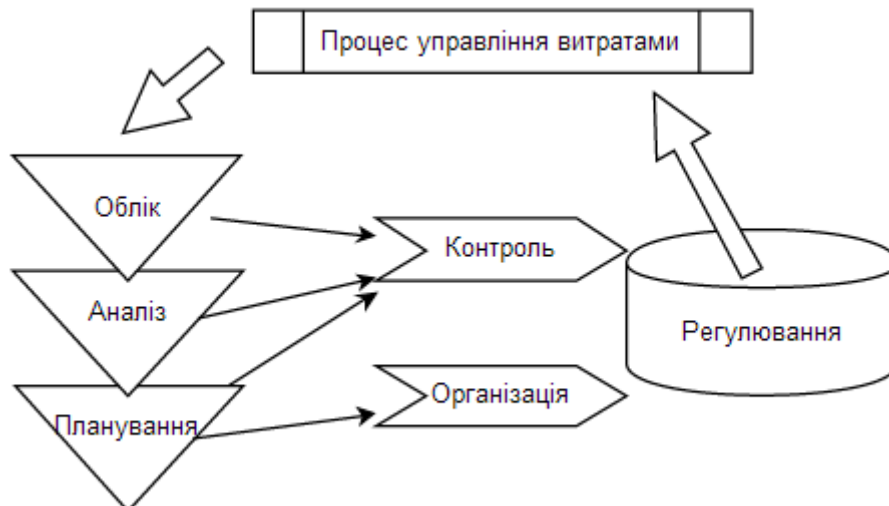 Процес управління витратами
Облік
Контроль
Аналіз
Регулювання
Організація
Планування